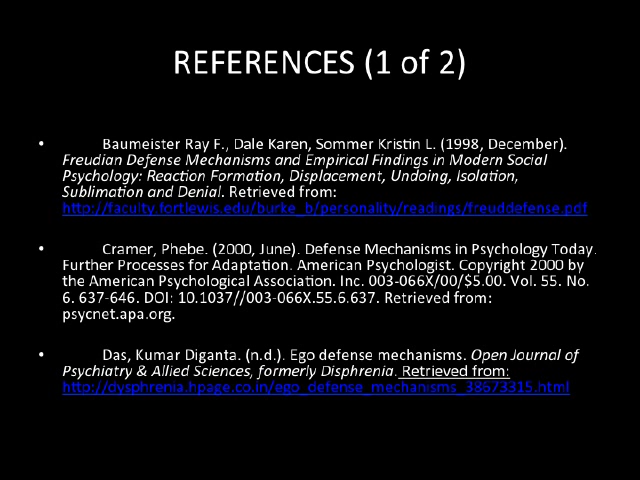 REFERENCES (1 of 2)
• Baumeister Ray F., Dale Karen, Sommer Kristin L. (1998, December).
Freudian Defense Mechanisms and Empirical Findings in Modern Social
Psychology: Reaction Formation, Displacement, Undoing, Isolation,
Sublimation and Denial. Retrieved from:
http://faculty.fortlewis.edu/burke_b/personality/readings/freuddefense.pdf
• Cramer, Phebe. (2000, June). Defense Mechanisms in Psychology Today.
Further Processes for Adaptation. American Psychologist. Copyright 2000 by
the American Psychological Association. Inc. 003-066X/00/$5.00. Vol. 55. No.
6. 637-646. DOI: 10.1037//003-066X.55.6.637. Retrieved from:
psycnet.apa.org.
• Das, Kumar Diganta. (n.d.). Ego defense mechanisms. Open Journal of
Psychiatry & Allied Sciences, formerly Disphrenia. Retrieved from:
http://dysphrenia.hpage.co.in/ego_defense_mechanisms_38673315.html